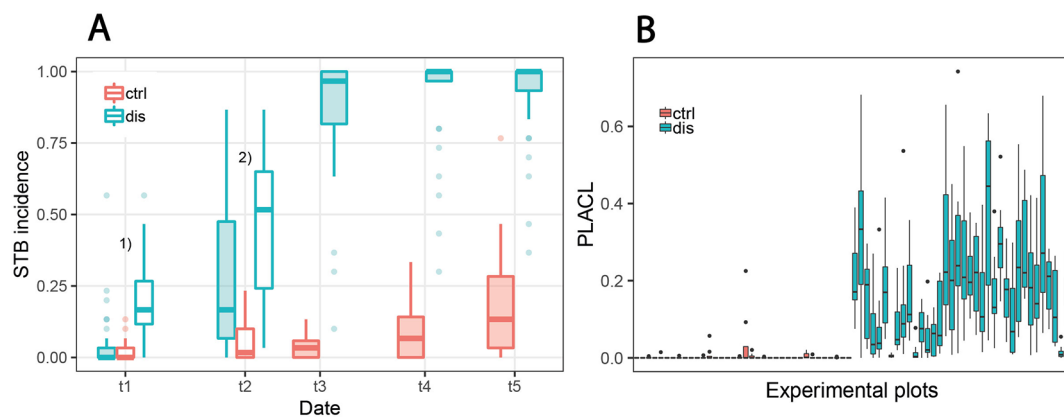 A
STB incidence
1.00
0.75
0.50
0.25
0.00
ctrl
dis
1)
2)
t1
t2
t3
t4
t5
Date
B
PLACL
0.6
0.4
0.2
0.0
ctrl
dis
Experimental plots